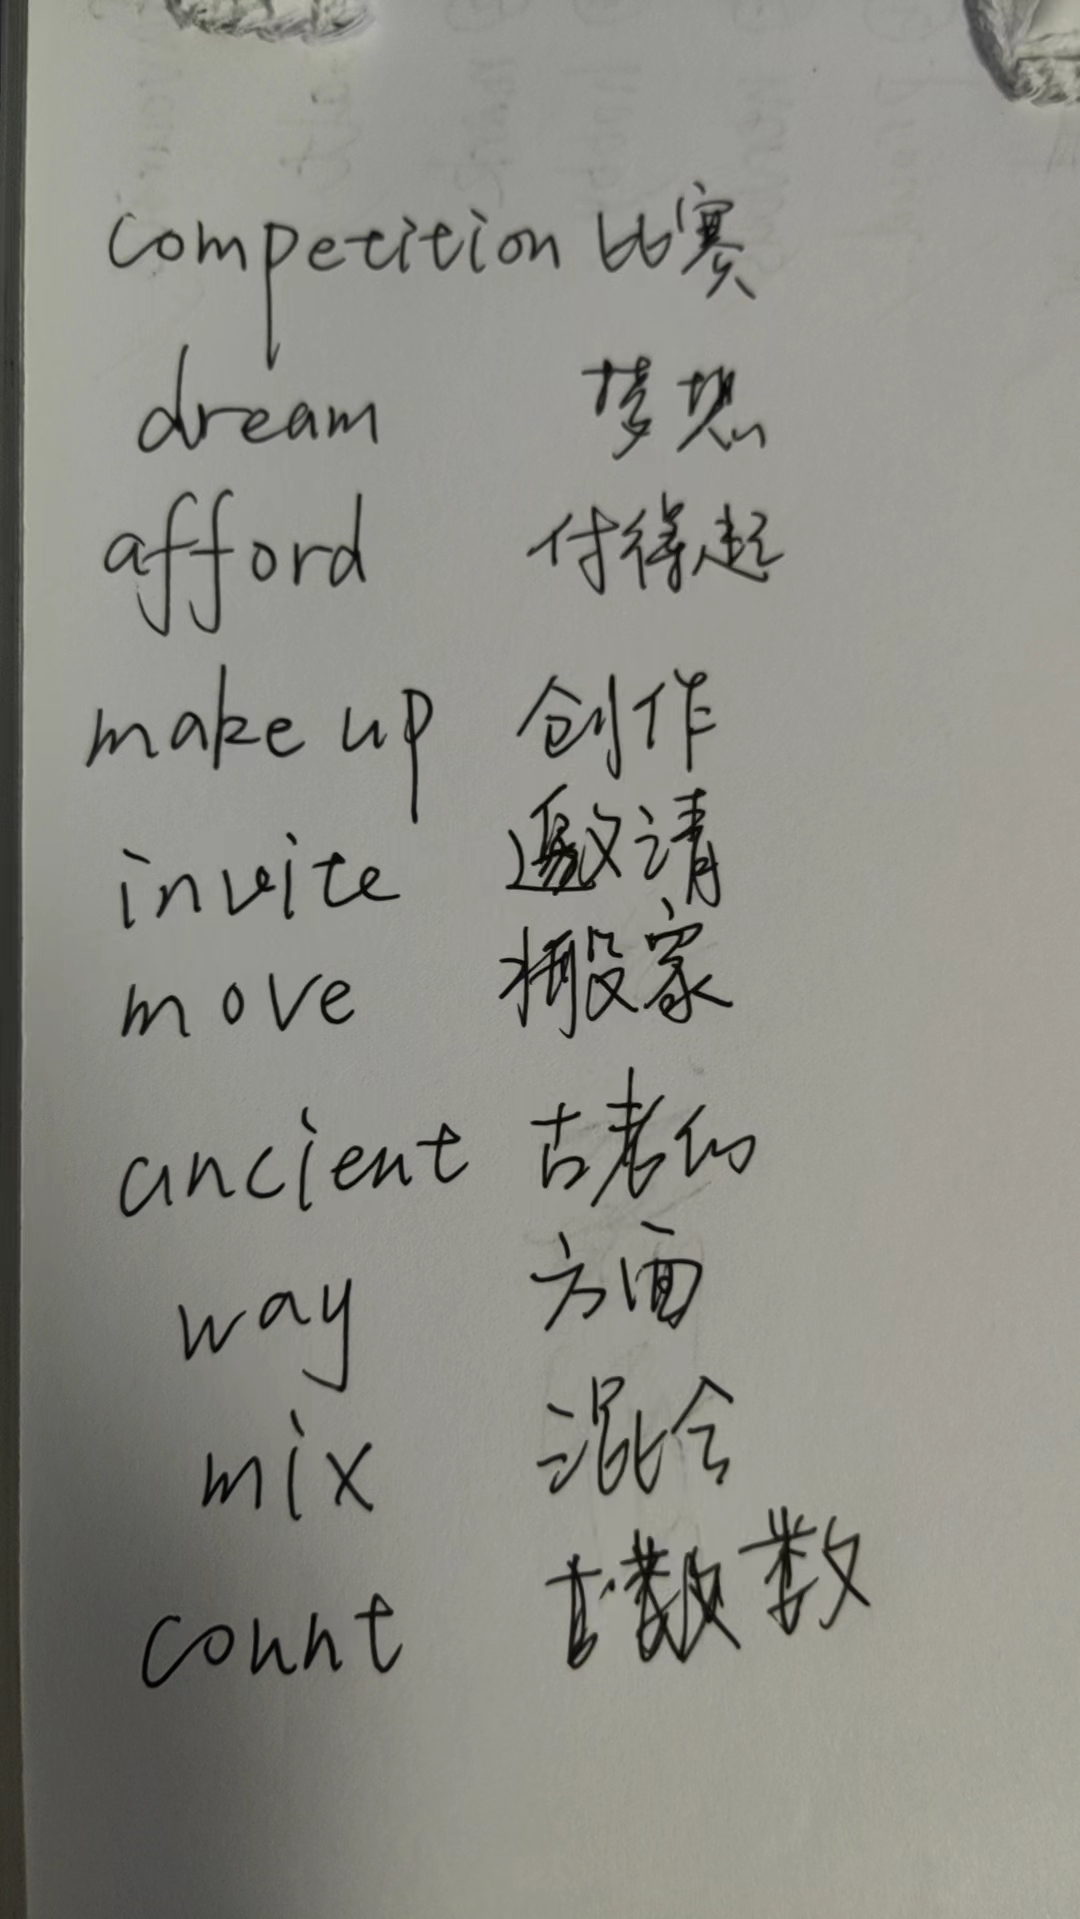 competition 比赛
dream 梦想
afford 付得起
make up 创作
invite 邀请
move 搬家
ancient 古老的
way 方面
mix 混合
count 数